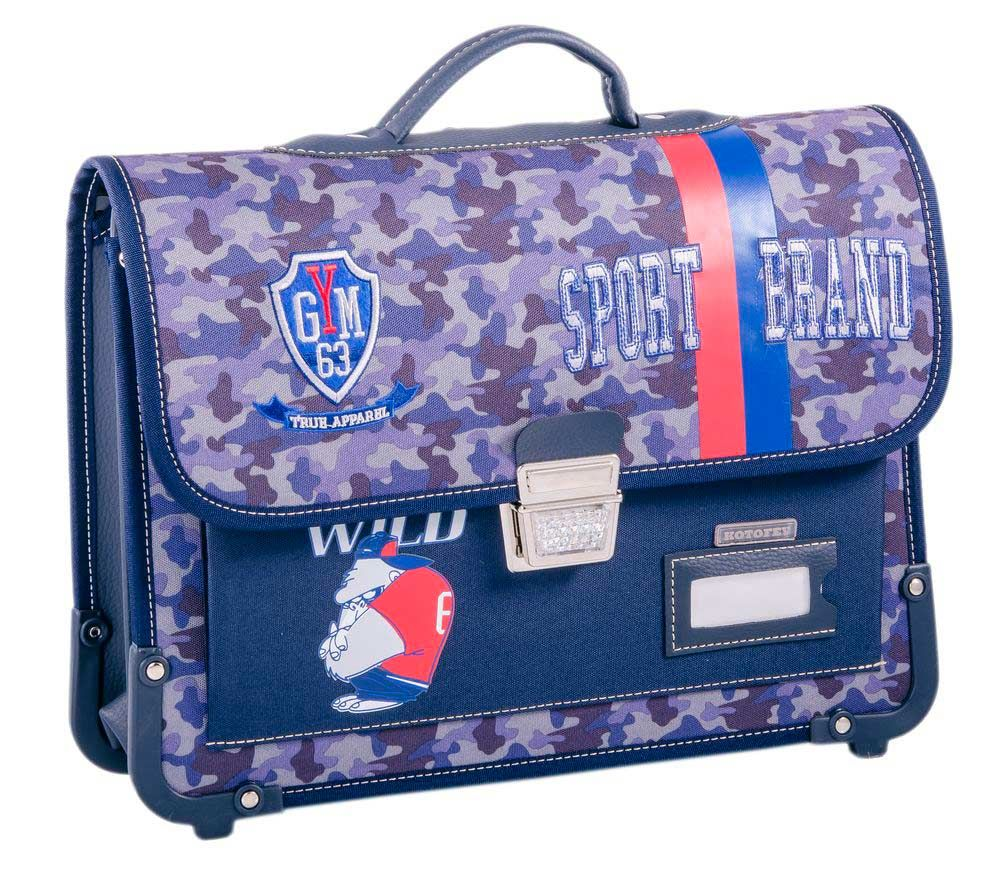 GYM
63
TRUE APPAREL
SPORT BRAND
WILD
KOTOFEY